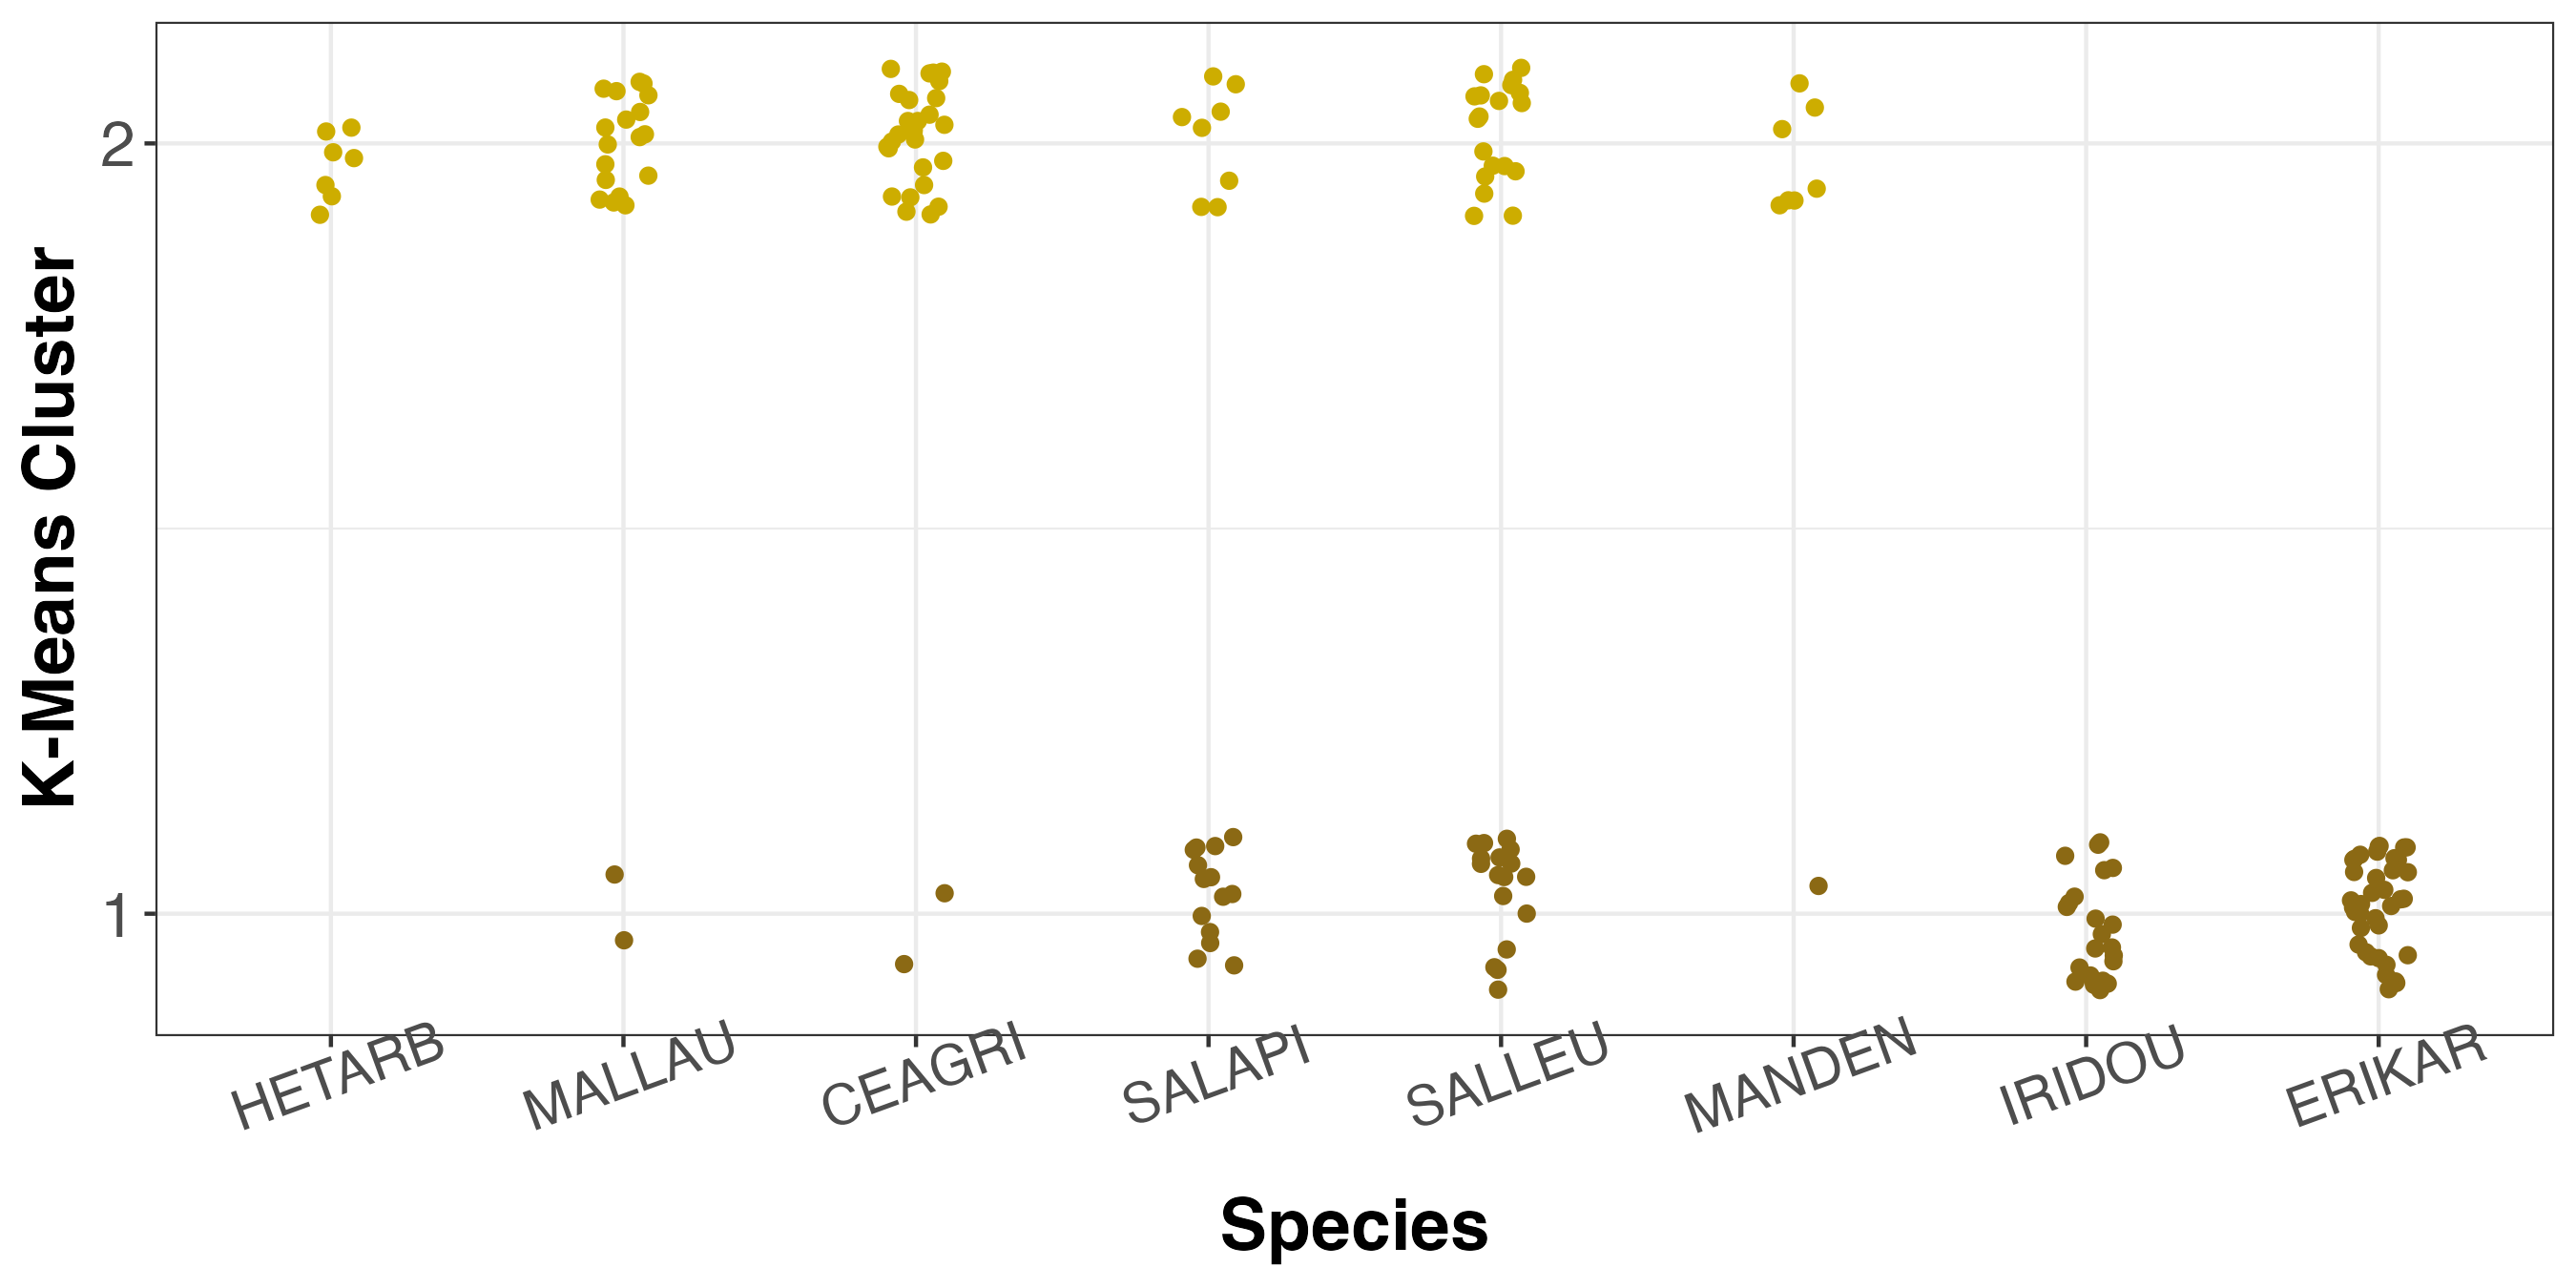 K-Means Cluster
2
1
HETARB
MALLAU
CEAGRI
SALAPI
SALLEU
MANDEN
IRIDOU
ERIKAR
Species